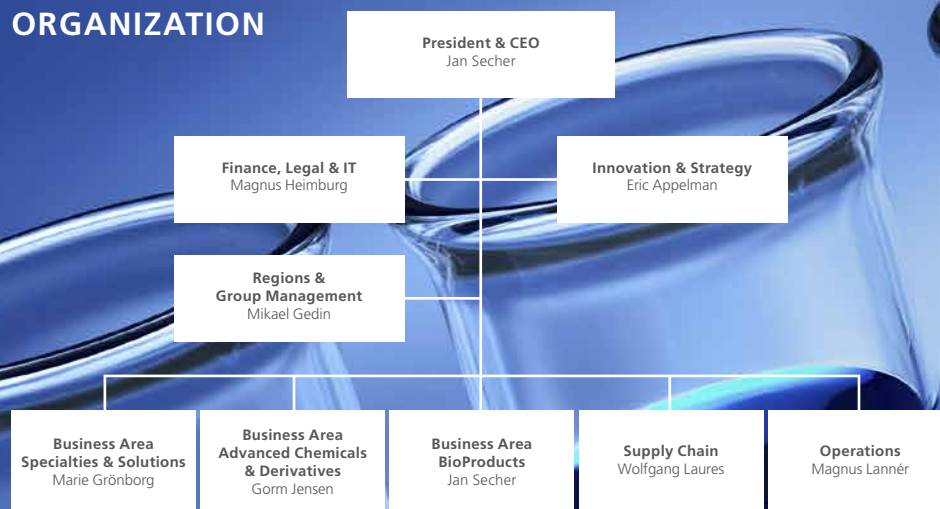 ORGANIZATION
President & CEO
Jan Secher
Finance, Legal & IT
Magnus Heimburg
Innovation & Strategy
Eric Appelman
Regions &
Group Management
Mikael Gedin
Business Area
Specialties & Solutions
Marie Grönborg
Business Area
Advanced Chemicals
& Derivatives
Gorm Jensen
Business Area
BioProducts
Jan Secher
Supply Chain
Wolfgang Laures
Operations
Magnus Lannér